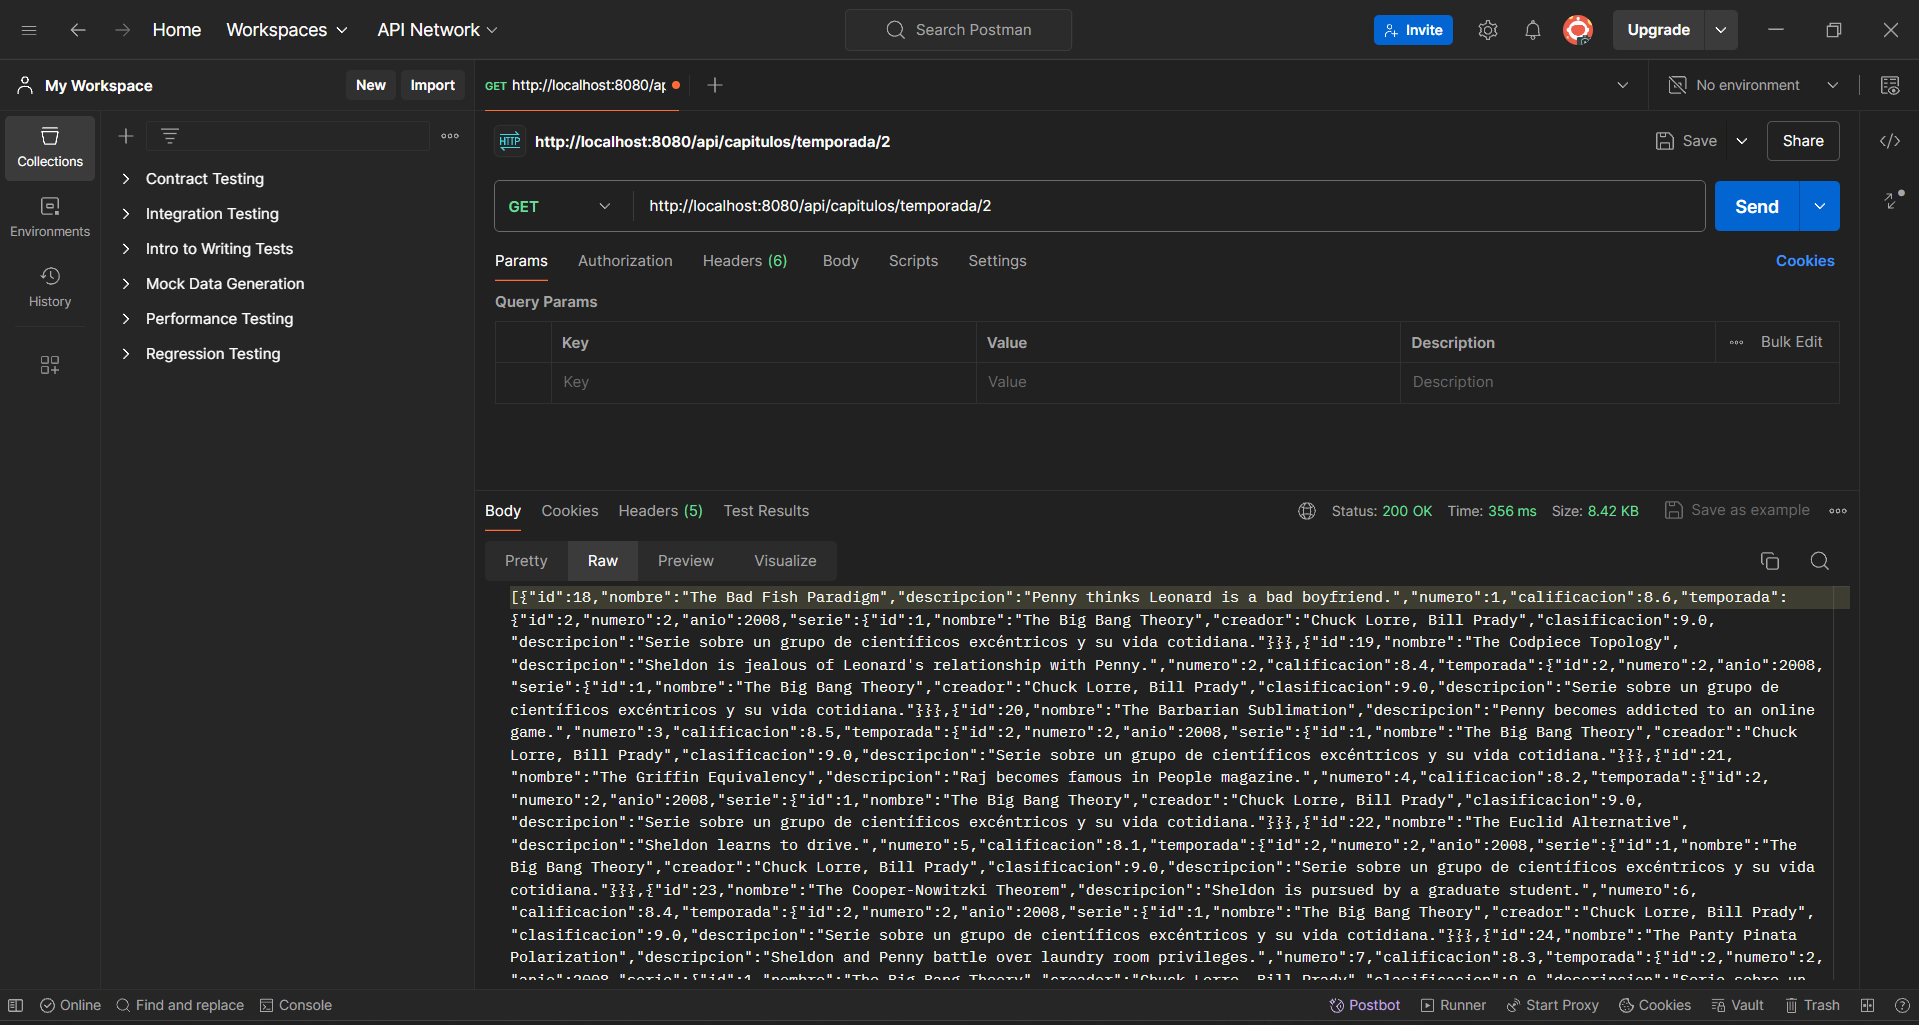 Home
Workspaces
API Network
Search Postman
Invite
Upgrade
My Workspace
New
Import
GET http://localhost:8080/ap
No environment
Collections
Environments
History
Contract Testing
Integration Testing
Intro to Writing Tests
Mock Data Generation
Performance Testing
Regression Testing
HTTP http://localhost:8080/api/capitulos/temporada/2
Save
Share
GET
http://localhost:8080/api/capitulos/temporada/2
Send
Params
Authorization
Headers (6)
Body
Scripts
Settings
Cookies
Query Params
Key
Value
Description
Bulk Edit
Key
Value
Description
Body
Cookies
Headers (5)
Test Results
Status: 200 OK
Time: 356 ms
Size: 8.42 KB
Save as example
Pretty
Raw
Preview
Visualize
[{"id":18,"nombre":"The Bad Fish Paradigm","descripcion":"Penny thinks Leonard is a bad boyfriend.","numero":1,"calificacion":8.6,"temporada":
{"id":2,"numero":2,"anio":2008,"serie":{"id":1,"nombre":"The Big Bang Theory","creador":"Chuck Lorre, Bill Prady","clasificacion":9.0,
"descripcion":"Serie sobre un grupo de científicos excéntricos y su vida cotidiana."}}},{"id":19,"nombre":"The Codpiece Topology",
"descripcion":"Sheldon is jealous of Leonard's relationship with Penny.","numero":2,"calificacion":8.4,"temporada":{"id":2,"numero":2,"anio":2008,
"serie":{"id":1,"nombre":"The Big Bang Theory","creador":"Chuck Lorre, Bill Prady","clasificacion":9.0,"descripcion":"Serie sobre un grupo de
científicos excéntricos y su vida cotidiana."}}},{"id":20,"nombre":"The Barbarian Sublimation","descripcion":"Penny becomes addicted to an online
game.","numero":3,"calificacion":8.5,"temporada":{"id":2,"numero":2,"anio":2008,"serie":{"id":1,"nombre":"The Big Bang Theory","creador":"Chuck
Lorre, Bill Prady","clasificacion":9.0,"descripcion":"Serie sobre un grupo de científicos excéntricos y su vida cotidiana."}}},{"id":21,
"nombre":"The Griffin Equivalency","descripcion":"Raj becomes famous in People magazine.","numero":4,"calificacion":8.2,"temporada":{"id":2,
"numero":2,"anio":2008,"serie":{"id":1,"nombre":"The Big Bang Theory","creador":"Chuck Lorre, Bill Prady","clasificacion":9.0,
"descripcion":"Serie sobre un grupo de científicos excéntricos y su vida cotidiana."}}},{"id":22,"nombre":"The Euclid Alternative",
"descripcion":"Sheldon learns to drive.","numero":5,"calificacion":8.1,"temporada":{"id":2,"numero":2,"anio":2008,"serie":{"id":1,"nombre":"The
Big Bang Theory","creador":"Chuck Lorre, Bill Prady","clasificacion":9.0,"descripcion":"Serie sobre un grupo de científicos excéntricos y su vida
cotidiana."}}},{"id":23,"nombre":"The Cooper-Nowitzki Theorem","descripcion":"Sheldon is pursued by a graduate student.","numero":6,
"calificacion":8.4,"temporada":{"id":2,"numero":2,"anio":2008,"serie":{"id":1,"nombre":"The Big Bang Theory","creador":"Chuck Lorre, Bill Prady",
"clasificacion":9.0,"descripcion":"Serie sobre un grupo de científicos excéntricos y su vida cotidiana."}}},{"id":24,"nombre":"The Panty Pinata
Polarization","descripcion":"Sheldon and Penny battle over laundry room privileges.","numero":7,"calificacion":8.3,"temporada":{"id":2,"numero":2,
"anio":2008,"serie":{"id":1,"nombre":"The Big Bang Theory","creador":"Chuck Lorre, Bill Prady","clasificacion":9.0,"descripcion":"Serie sobre un
Online
Find and replace
Console
Postbot
Runner
Start Proxy
Cookies
Vault
Trash